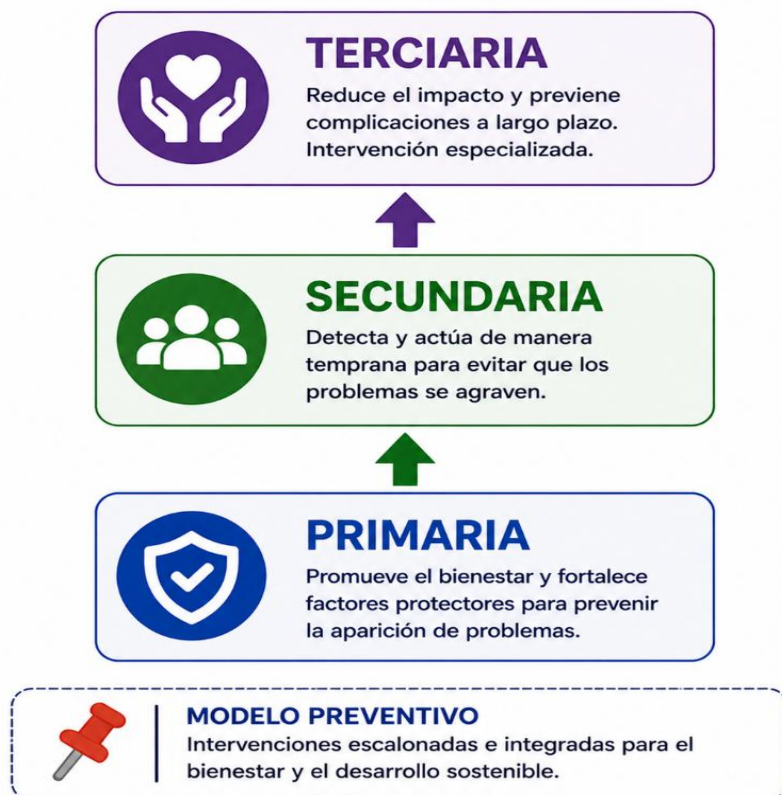 TERCIARIA
Reduce el impacto y previene
complicaciones a largo plazo.
Intervención especializada.
SECUNDARIA
Detecta y actúa de manera
temprana para evitar que los
problemas se agraven.
PRIMARIA
Promueve el bienestar y fortalece
factores protectores para prevenir
la aparición de problemas.
MODELO PREVENTIVO
Intervenciones escalonadas e integradas para el
bienestar y el desarrollo sostenible.